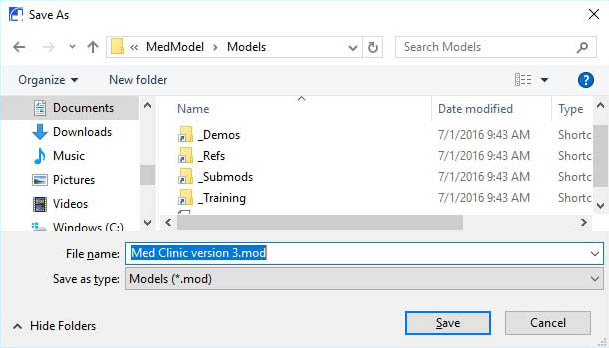 Save As
« MedModel › Models
Search Models
Organize New folder
Name Date modified Type
Documents
Downloads
Music
Pictures
Videos
Windows (C:)
_Demos 7/1/2016 9:43 AM Shortc
_Refs 7/1/2016 9:43 AM Shortc
_Submods 7/1/2016 9:43 AM Shortc
_Training 7/1/2016 9:43 AM Shortc
File name: Med Clinic version 3.mod
Save as type: Models (*.mod)
Hide Folders Save Cancel